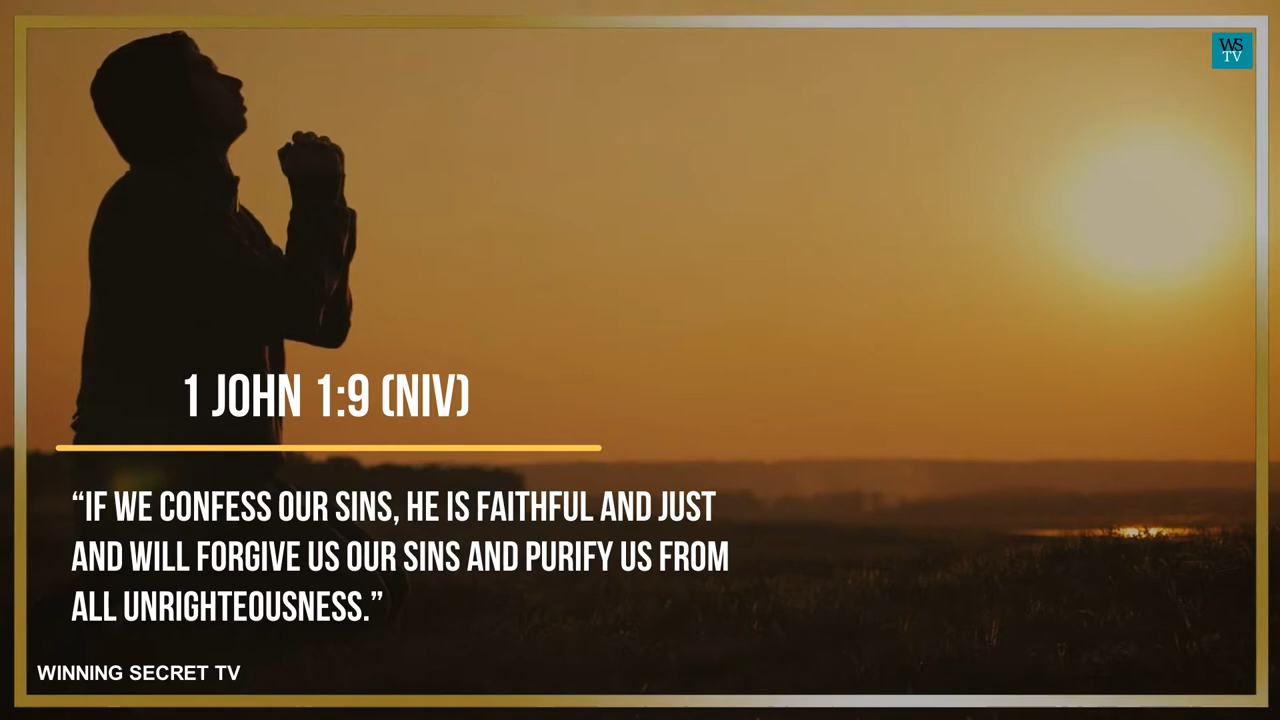 WS
TV
1 JOHN 1:9 (NIV)
“IF WE CONFESS OUR SINS, HE IS FAITHFUL AND JUST
AND WILL FORGIVE US OUR SINS AND PURIFY US FROM
ALL UNRIGHTEOUSNESS.”
WINNING SECRET TV